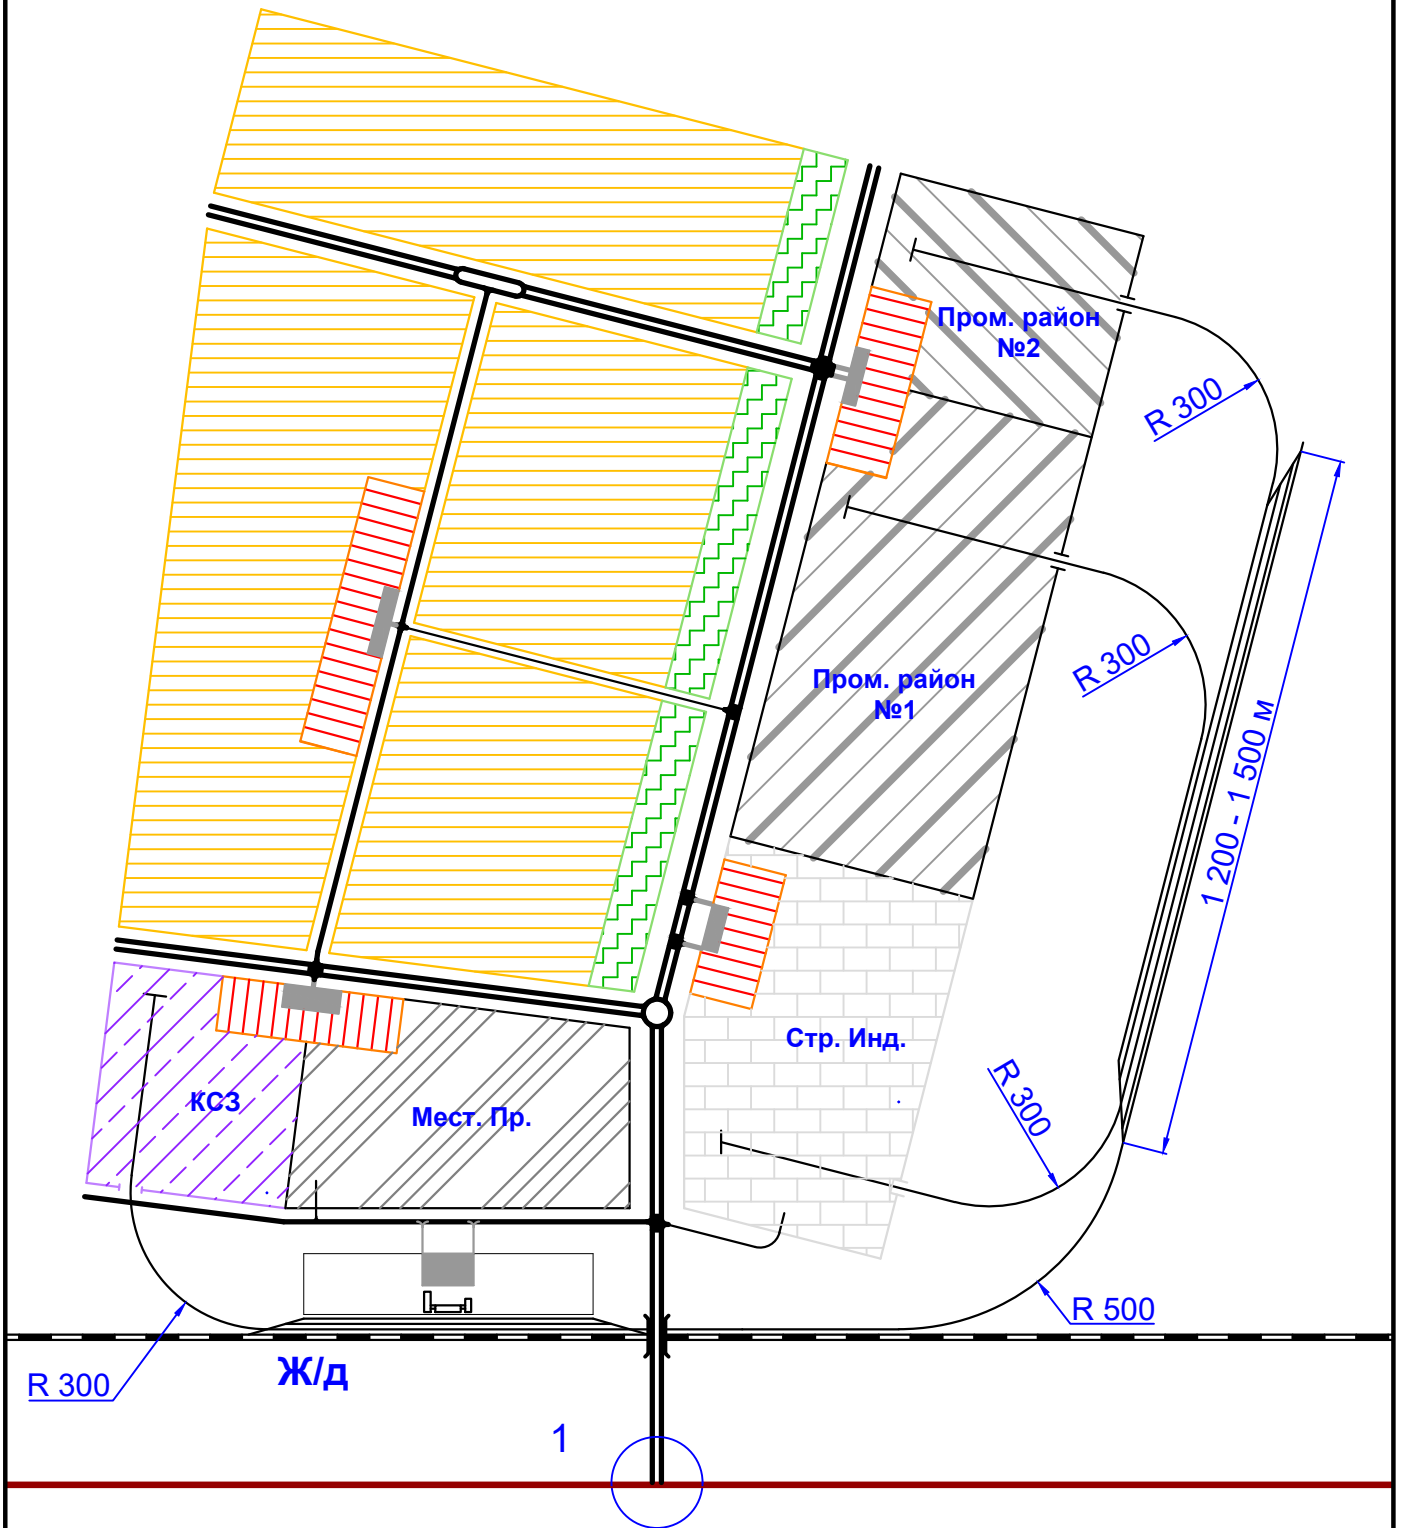 Пром. район
№2
R 300
R 300
Пром. район
№1
1 200 - 1 500 м
Стр. Инд.
R 300
КСЗ
Мест. Пр.
R 500
Ж/д
R 300
1